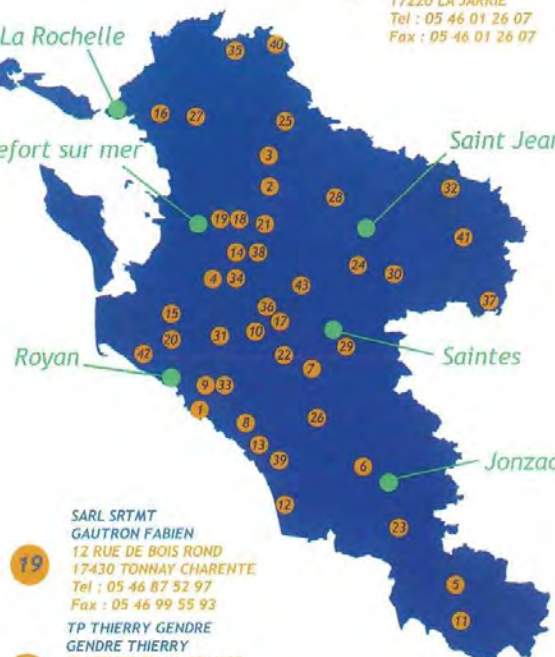 17220 LA JARRIE
Tel : 05 46 01 26 07
Fax : 05 46 01 26 07
La Rochelle
35
40
16
27
25
efort sur mer
3
Saint Jean
2
28
32
19
18
21
41
14
38
24
4
34
30
43
37
36
15
17
10
31
20
29
42
22
7
Royan
Saintes
9
33
1
8
26
13
39
6
Jonzac
12
23
5
11
19
SARL SRTMT
GAUTRON FABIEN
12 RUE DE BOIS ROND
17430 TONNAY CHARENTE
Tel : 05 46 87 52 97
Fax : 05 46 99 55 93
TP THIERRY GENDRE
GENDRE THIERRY